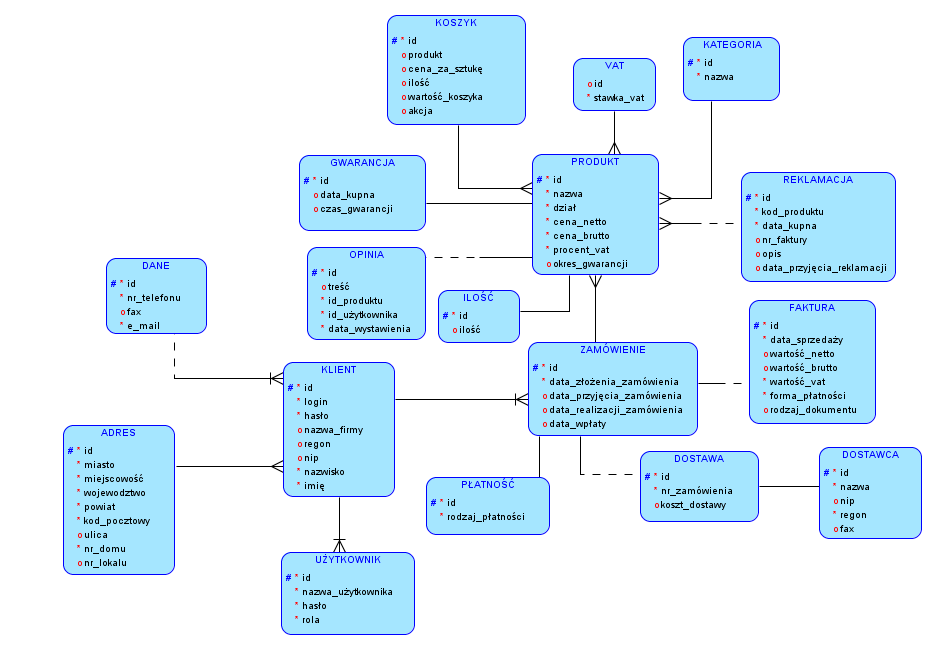 KOSZYK
# * id
o produkt
o cena_za_sztukę
o ilość
o wartość_koszyka
o akcja
VAT
o id
* stawka_vat
KATEGORIA
# * id
* nazwa
GWARANCJA
# * id
o data_kupna
o czas_gwarancji
PRODUKT
# * id
* nazwa
* dział
* cena_netto
* cena_brutto
* procent_vat
o okres_gwarancji
REKLAMACJA
# * id
* kod_produktu
* data_kupna
o nr_faktury
o opis
o data_przyjęcia_reklamacji
OPINIA
# * id
o treść
* id_produktu
* id_użytkownika
* data_wystawienia
DANE
# * id
* nr_telefonu
o fax
* e_mail
ILOŚĆ
# * id
o ilość
FAKTURA
# * id
* data_sprzedaży
o wartość_netto
o wartość_brutto
* wartość_vat
* forma_płatności
o rodzaj_dokumentu
ZAMÓWIENIE
# * id
* data_złożenia_zamówienia
o data_przyjęcia_zamówienia
o data_realizacji_zamówienia
o data_wpłaty
KLIENT
# * id
* login
* hasło
o nazwa_firmy
o regon
o nip
* nazwisko
* imię
ADRES
# * id
* miasto
* miejscowość
* wojewodztwo
* powiat
* kod_pocztowy
o ulica
* nr_domu
o nr_lokalu
PŁATNOŚĆ
# * id
* rodzaj_płatności
DOSTAWA
# * id
* nr_zamówienia
o koszt_dostawy
DOSTAWCA
# * id
* nazwa
o nip
* regon
o fax
UŻYTKOWNIK
# * id
* nazwa_użytkownika
* hasło
* rola